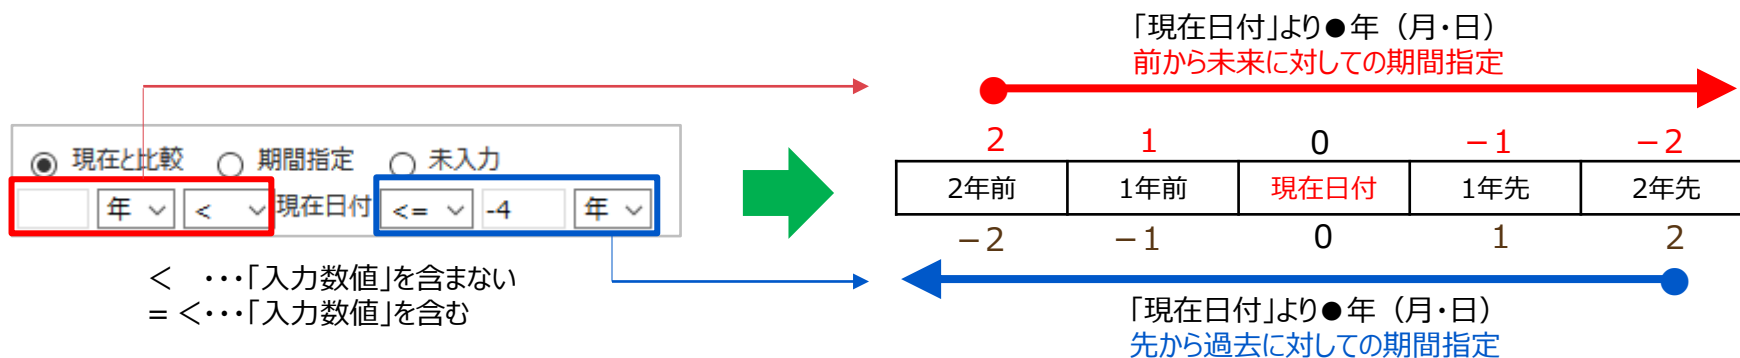 「現在日付」より●年（月・日）
前から未来に対しての期間指定
現在と比較 期間指定 未入力
年 < 現在日付 <= -4 年
< ・・・「入力数値」を含まない
=<・・・「入力数値」を含む
2 1 0 －1 －2
2年前 1年前 現在日付 1年先 2年先
－2 －1 0 1 2
「現在日付」より●年（月・日）
先から過去に対しての期間指定